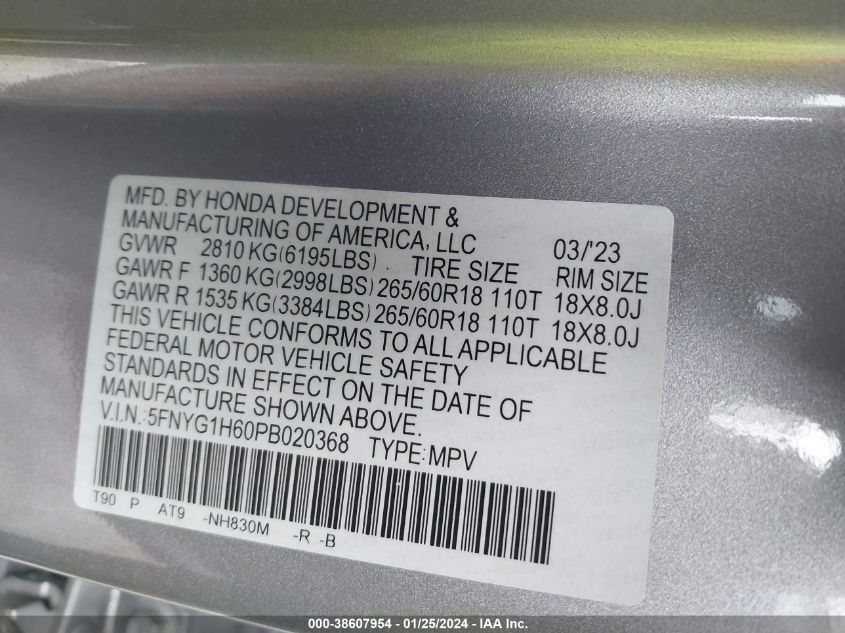 MFD. BY HONDA DEVELOPMENT &
MANUFACTURING OF AMERICA, LLC 03/'23
GVWR 2810 KG(6195LBS) TIRE SIZE RIM SIZE
GAWR F 1360 KG(2998LBS) 265/60R18 110T 18X8.0J
GAWR R 1535 KG(3384LBS) 265/60R18 110T 18X8.0J
THIS VEHICLE CONFORMS TO ALL APPLICABLE
FEDERAL MOTOR VEHICLE SAFETY
STANDARDS IN EFFECT ON THE DATE OF
MANUFACTURE SHOWN ABOVE.
V.I.N.:5FNYG1H60PB020368 TYPE:MPV
T90 P AT9 -NH830M -R -B
000-38607954 - 01/25/2024 - IAA Inc.